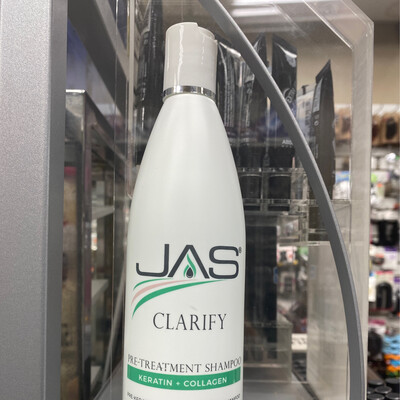 JAS®
CLARIFY
PRE-TREATMENT SHAMPOO
KERATIN + COLLAGEN